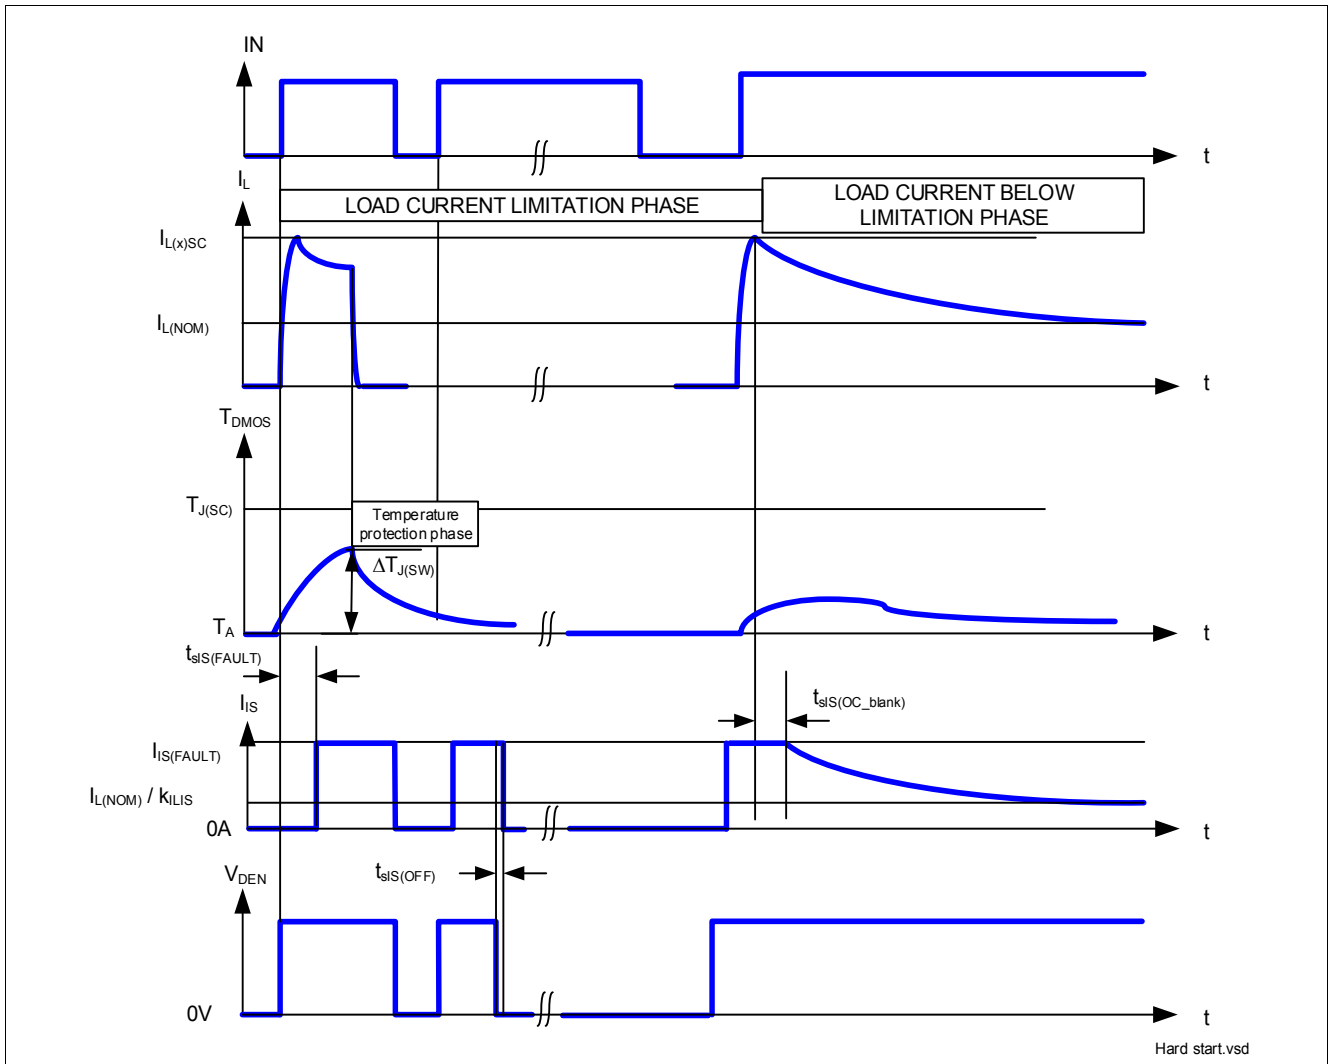 IN
t
IL
LOAD CURRENT LIMITATION PHASE
LOAD CURRENT BELOW
LIMITATION PHASE
IL(x)SC
IL(NOM)
t
TDMOS
TJ(SC)
Temperature
protection phase
ΔTJ(SW)
TA
t
tsIS(FAULT)
IIS
tsIS(OC_blank)
IIS(FAULT)
IL(NOM) / kILIS
0A
t
VDEN
tsIS(OFF)
0V
t
Hard start.vsd